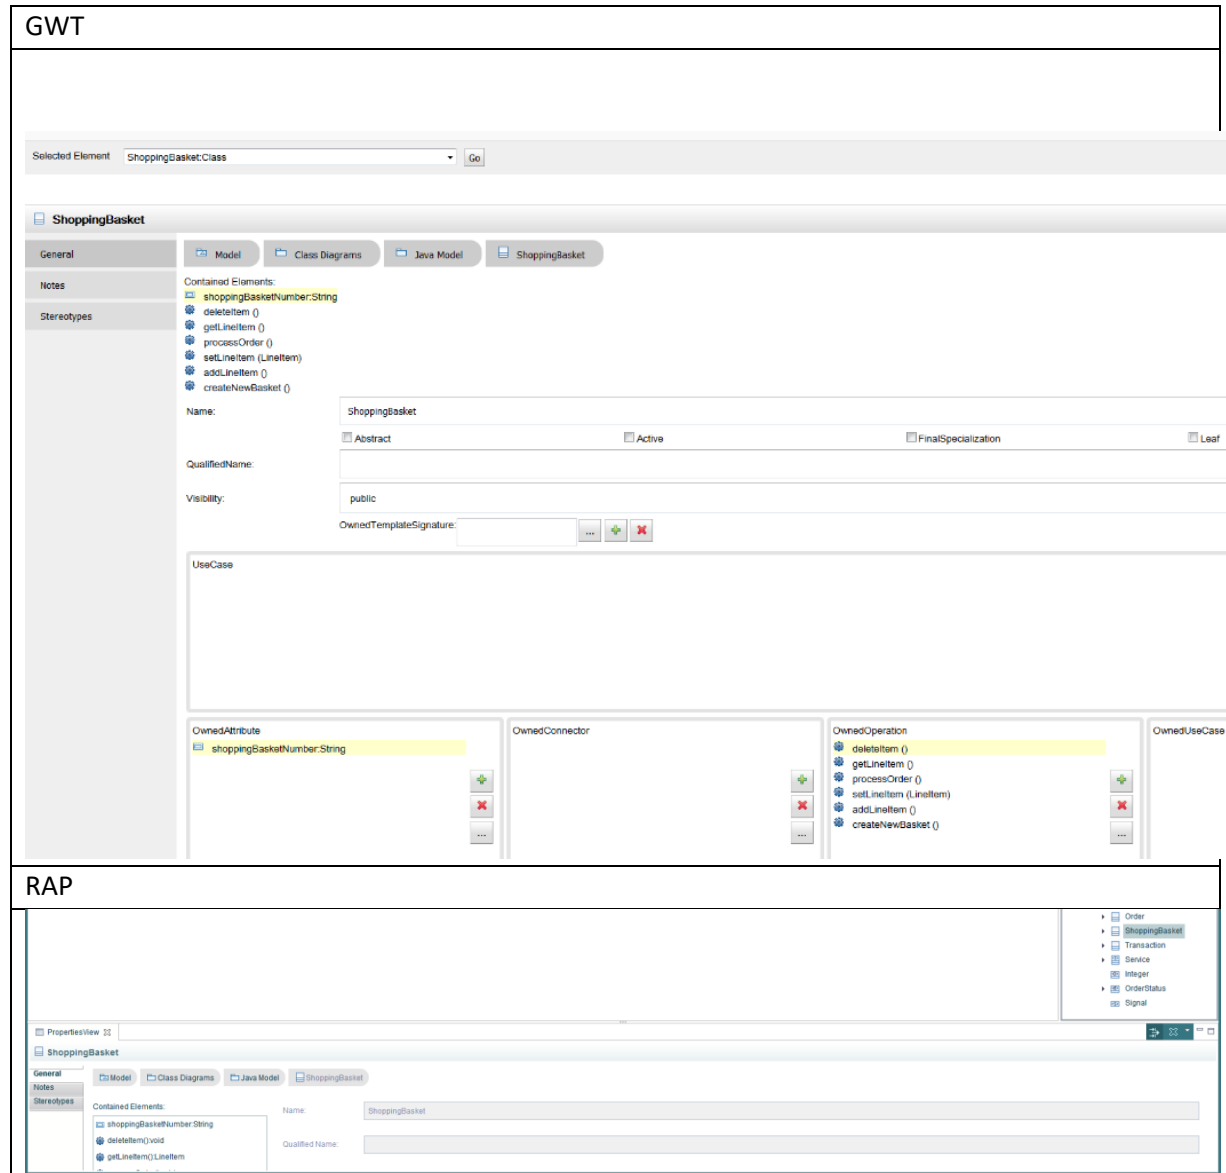 GWT
Selected Element ShoppingBasket:Class Go
ShoppingBasket
General Model Class Diagrams Java Model ShoppingBasket
Notes
Stereotypes
Contained Elements:
shoppingBasketNumber:String
deleteItem ()
getLineItem ()
processOrder ()
setLineItem (LineItem)
addLineItem ()
createNewBasket ()
Name: ShoppingBasket
Abstract Active FinalSpecialization Leaf
QualifiedName:
Visibility: public
OwnedTemplateSignature: ...
UseCase
OwnedAttribute OwnedConnector OwnedOperation OwnedUseCase
shoppingBasketNumber:String
deleteItem ()
getLineItem ()
processOrder ()
setLineItem (LineItem)
addLineItem ()
createNewBasket ()
... ... ...
RAP
Order
ShoppingBasket
Transaction
Service
Integer
OrderStatus
Signal
PropertiesView
ShoppingBasket
General
Notes
Stereotypes
Model Class Diagrams Java Model ShoppingBasket
Contained Elements:
shoppingBasketNumber:String
deleteItem():void
getLineItem():LineItem
Name: ShoppingBasket
Qualified Name: